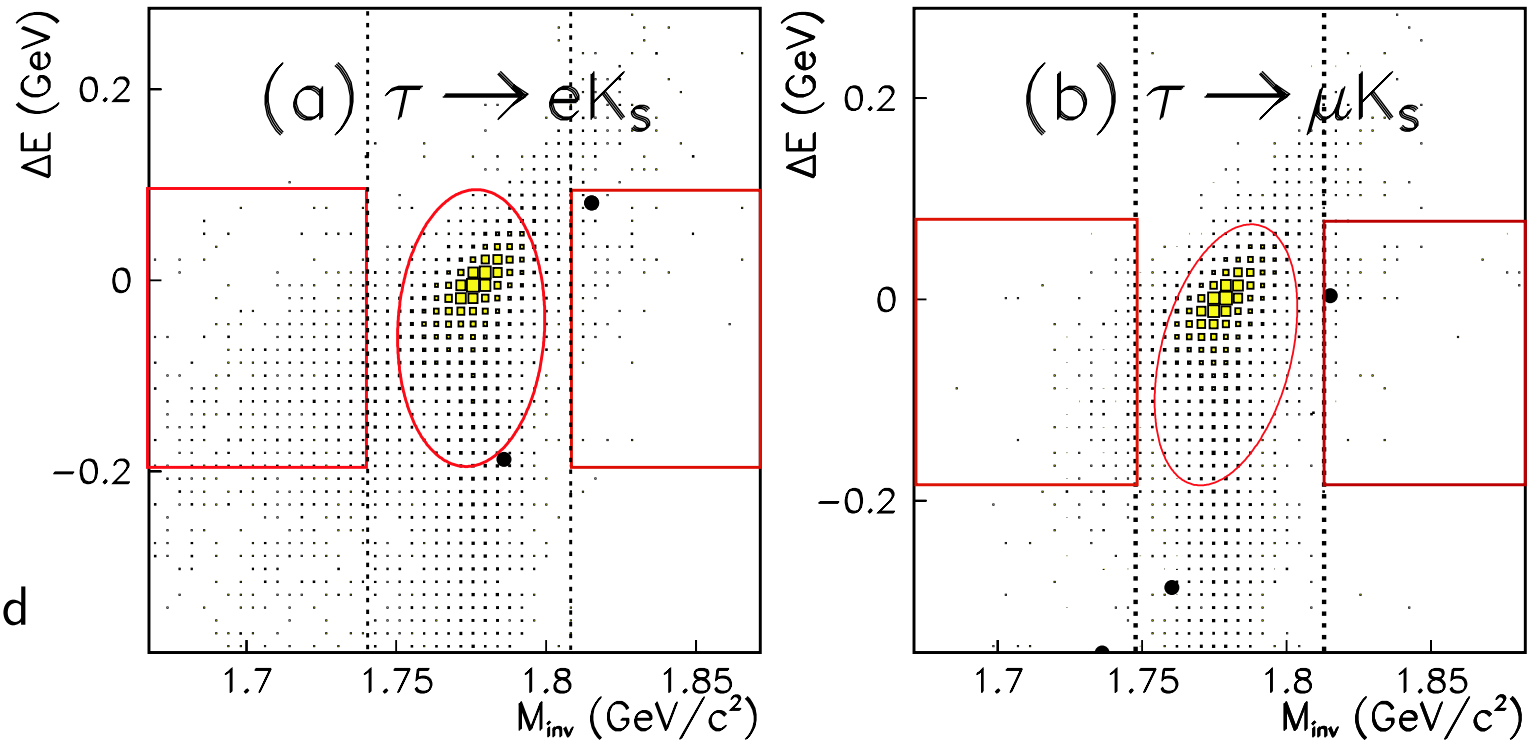 ΔE (GeV)
0.2
0
−0.2
(a) τ → eKs
1.7 1.75 1.8 1.85
Minv (GeV/c²)
d
ΔE (GeV)
0.2
0
−0.2
(b) τ → μKs
1.7 1.75 1.8 1.85
Minv (GeV/c²)